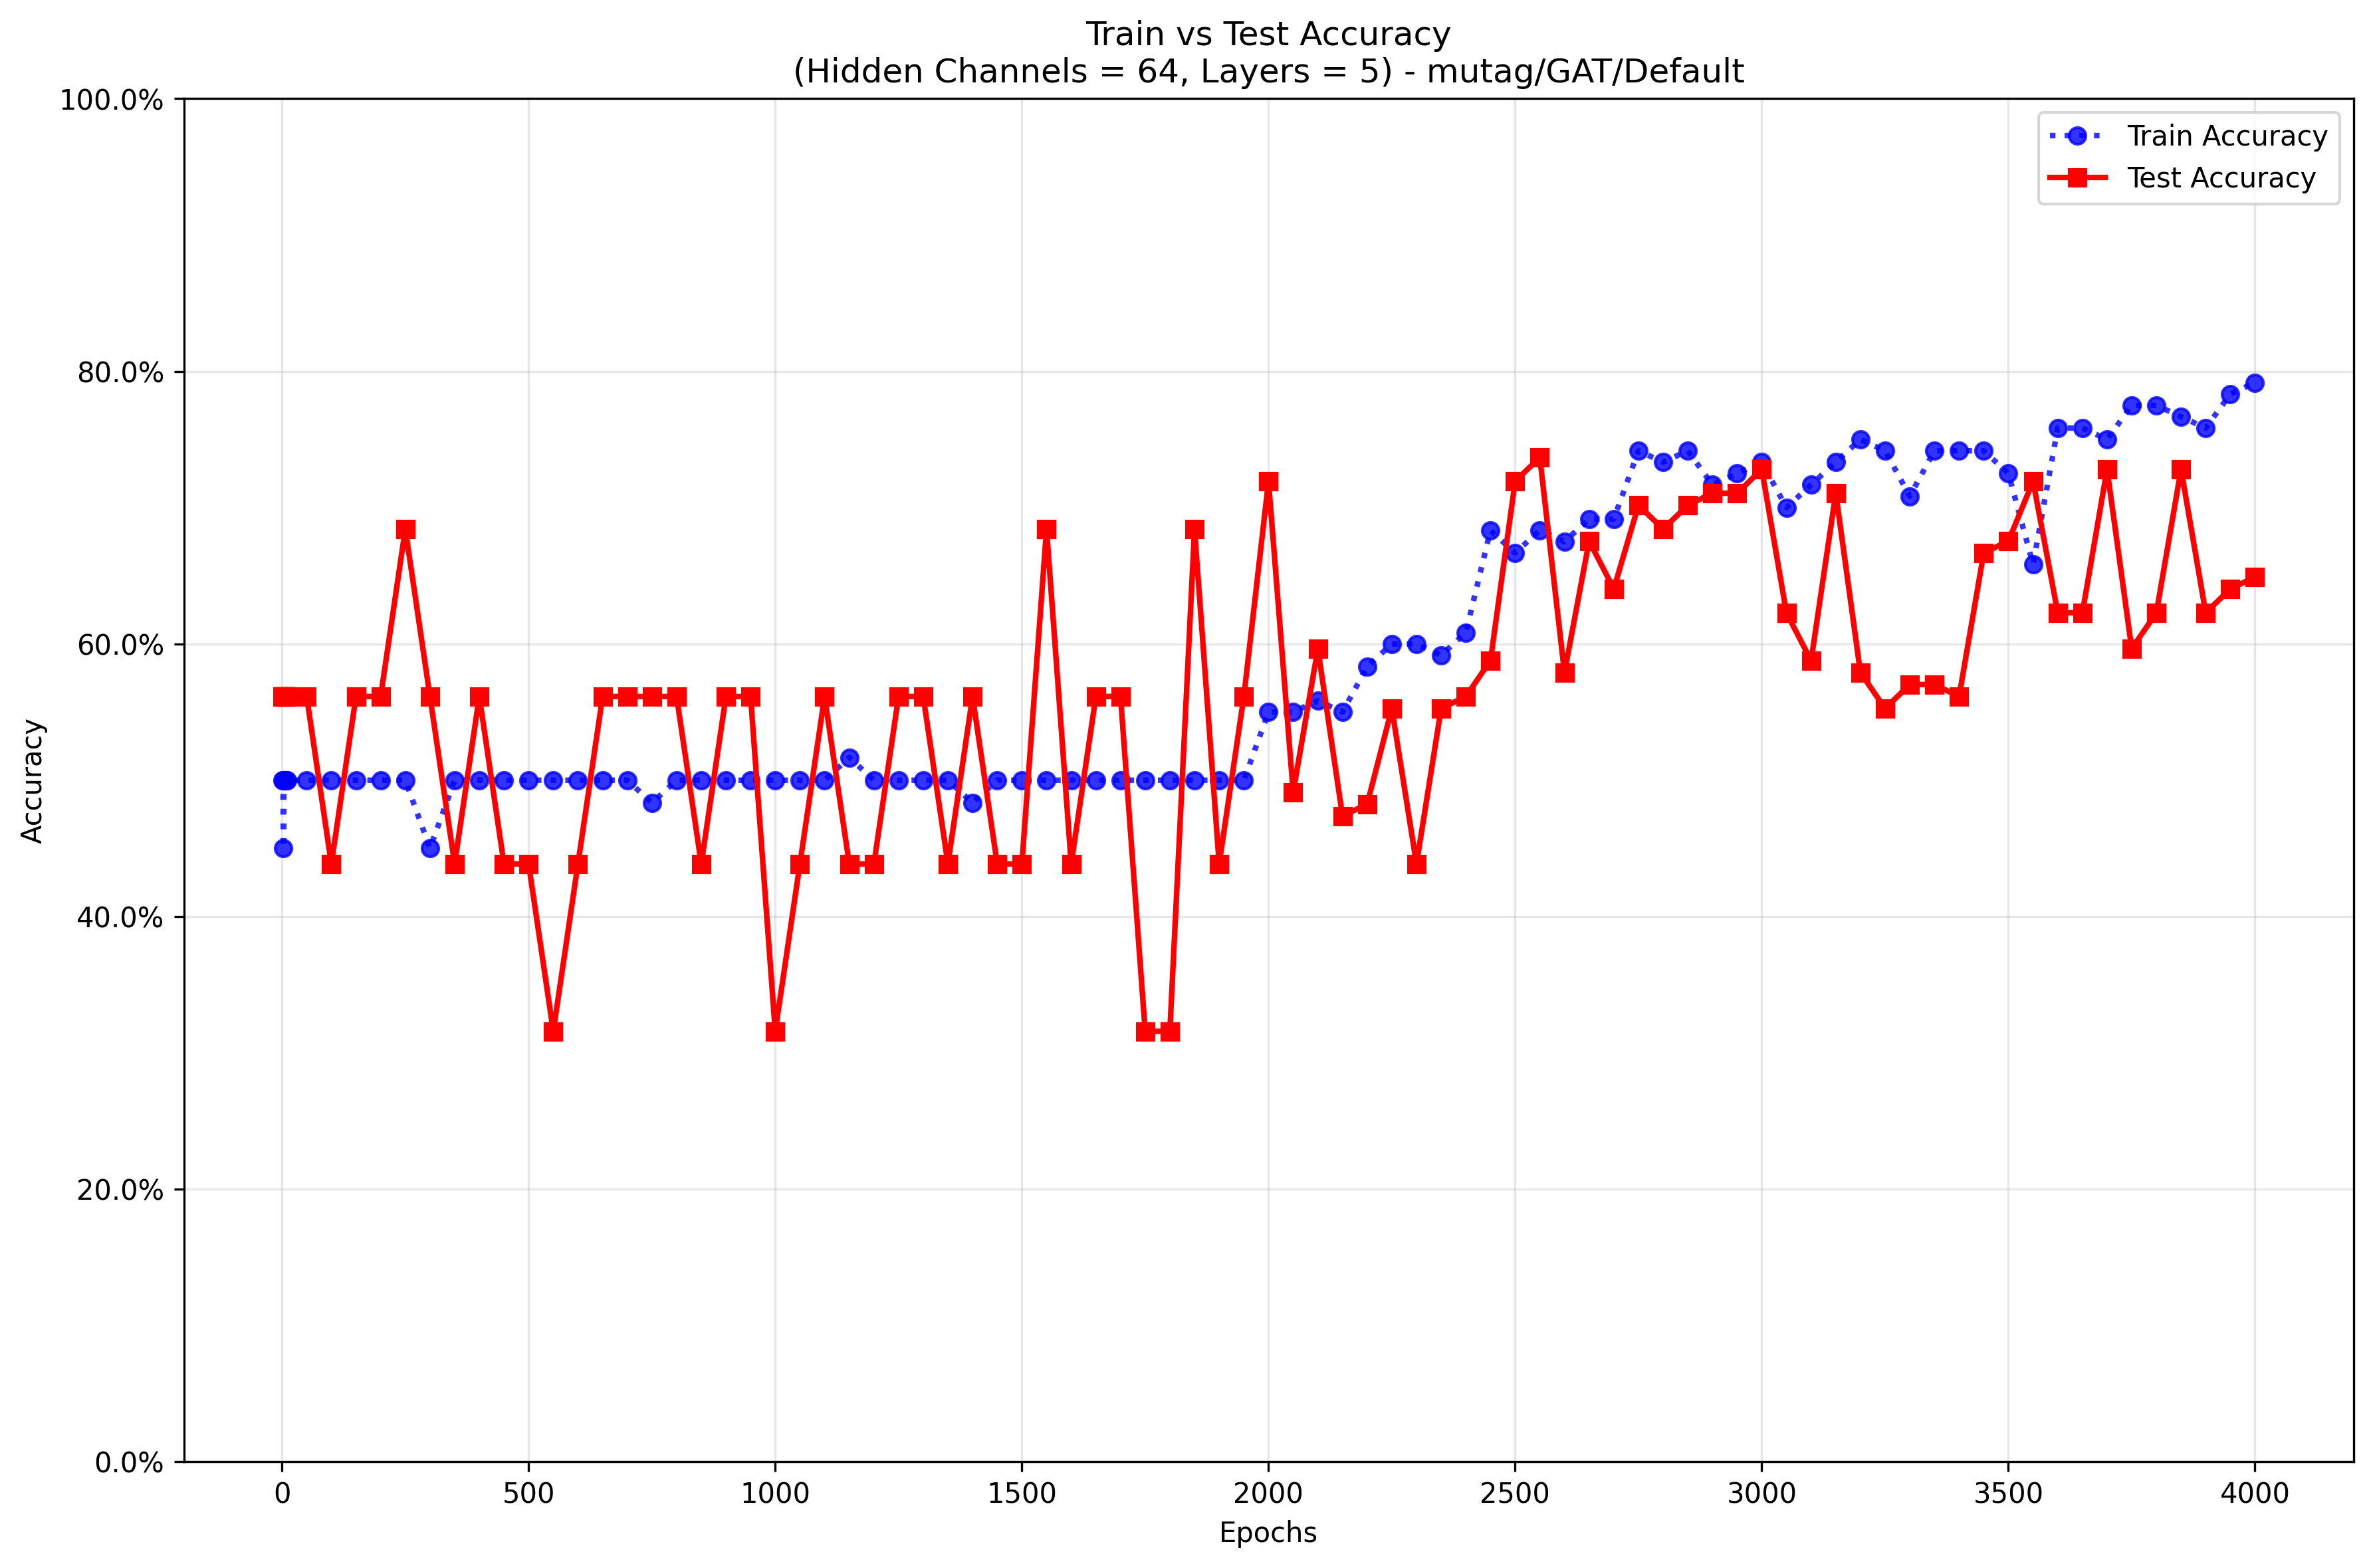 Train vs Test Accuracy
(Hidden Channels = 64, Layers = 5) - mutag/GAT/Default
Train Accuracy
Test Accuracy
Accuracy
100.0%
80.0%
60.0%
40.0%
20.0%
0.0%
0 500 1000 1500 2000 2500 3000 3500 4000
Epochs